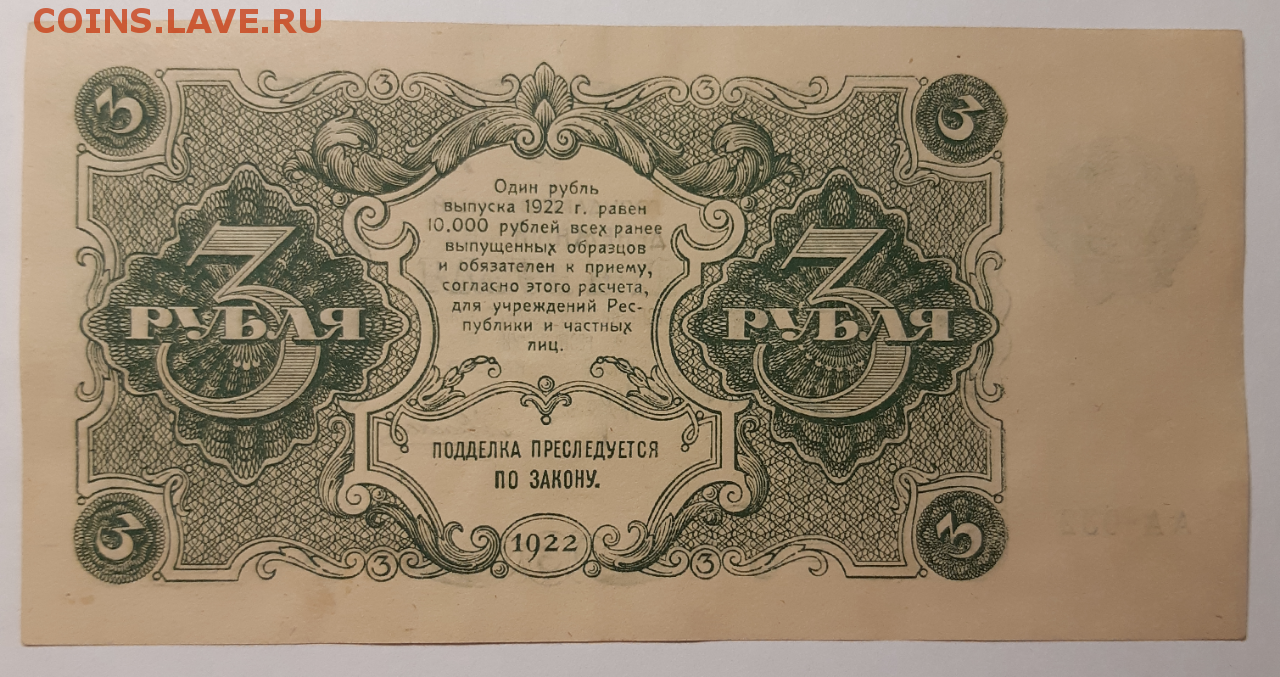 COINS.LAVE.RU
3 3 3 3
Один рубль
выпуска 1922 г. равен
10.000 рублей всех ранее
выпущенных образцов
и обязателен к приему,
согласно этого расчета,
для учреждений Рес-
публики и частных
лиц.
3 3
РУБЛЯ РУБЛЯ
ПОДДЕЛКА ПРЕСЛЕДУЕТСЯ
ПО ЗАКОНУ.
3 3 1922 3 3